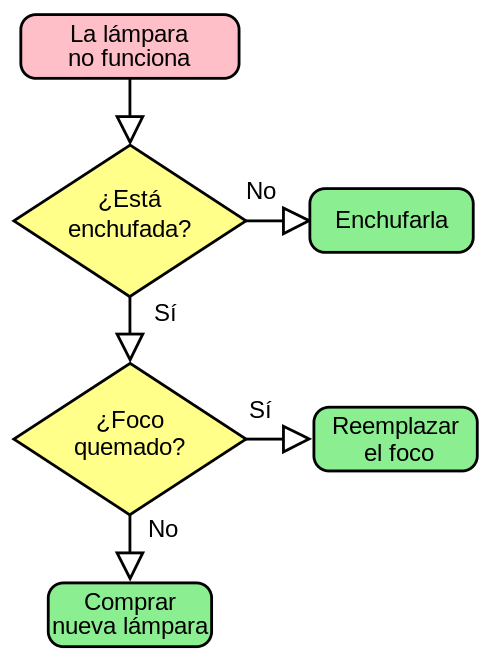 La lámpara
no funciona
¿Está
enchufada?
No
Enchufarla
Sí
¿Foco
quemado?
Sí
Reemplazar
el foco
No
Comprar
nueva lámpara